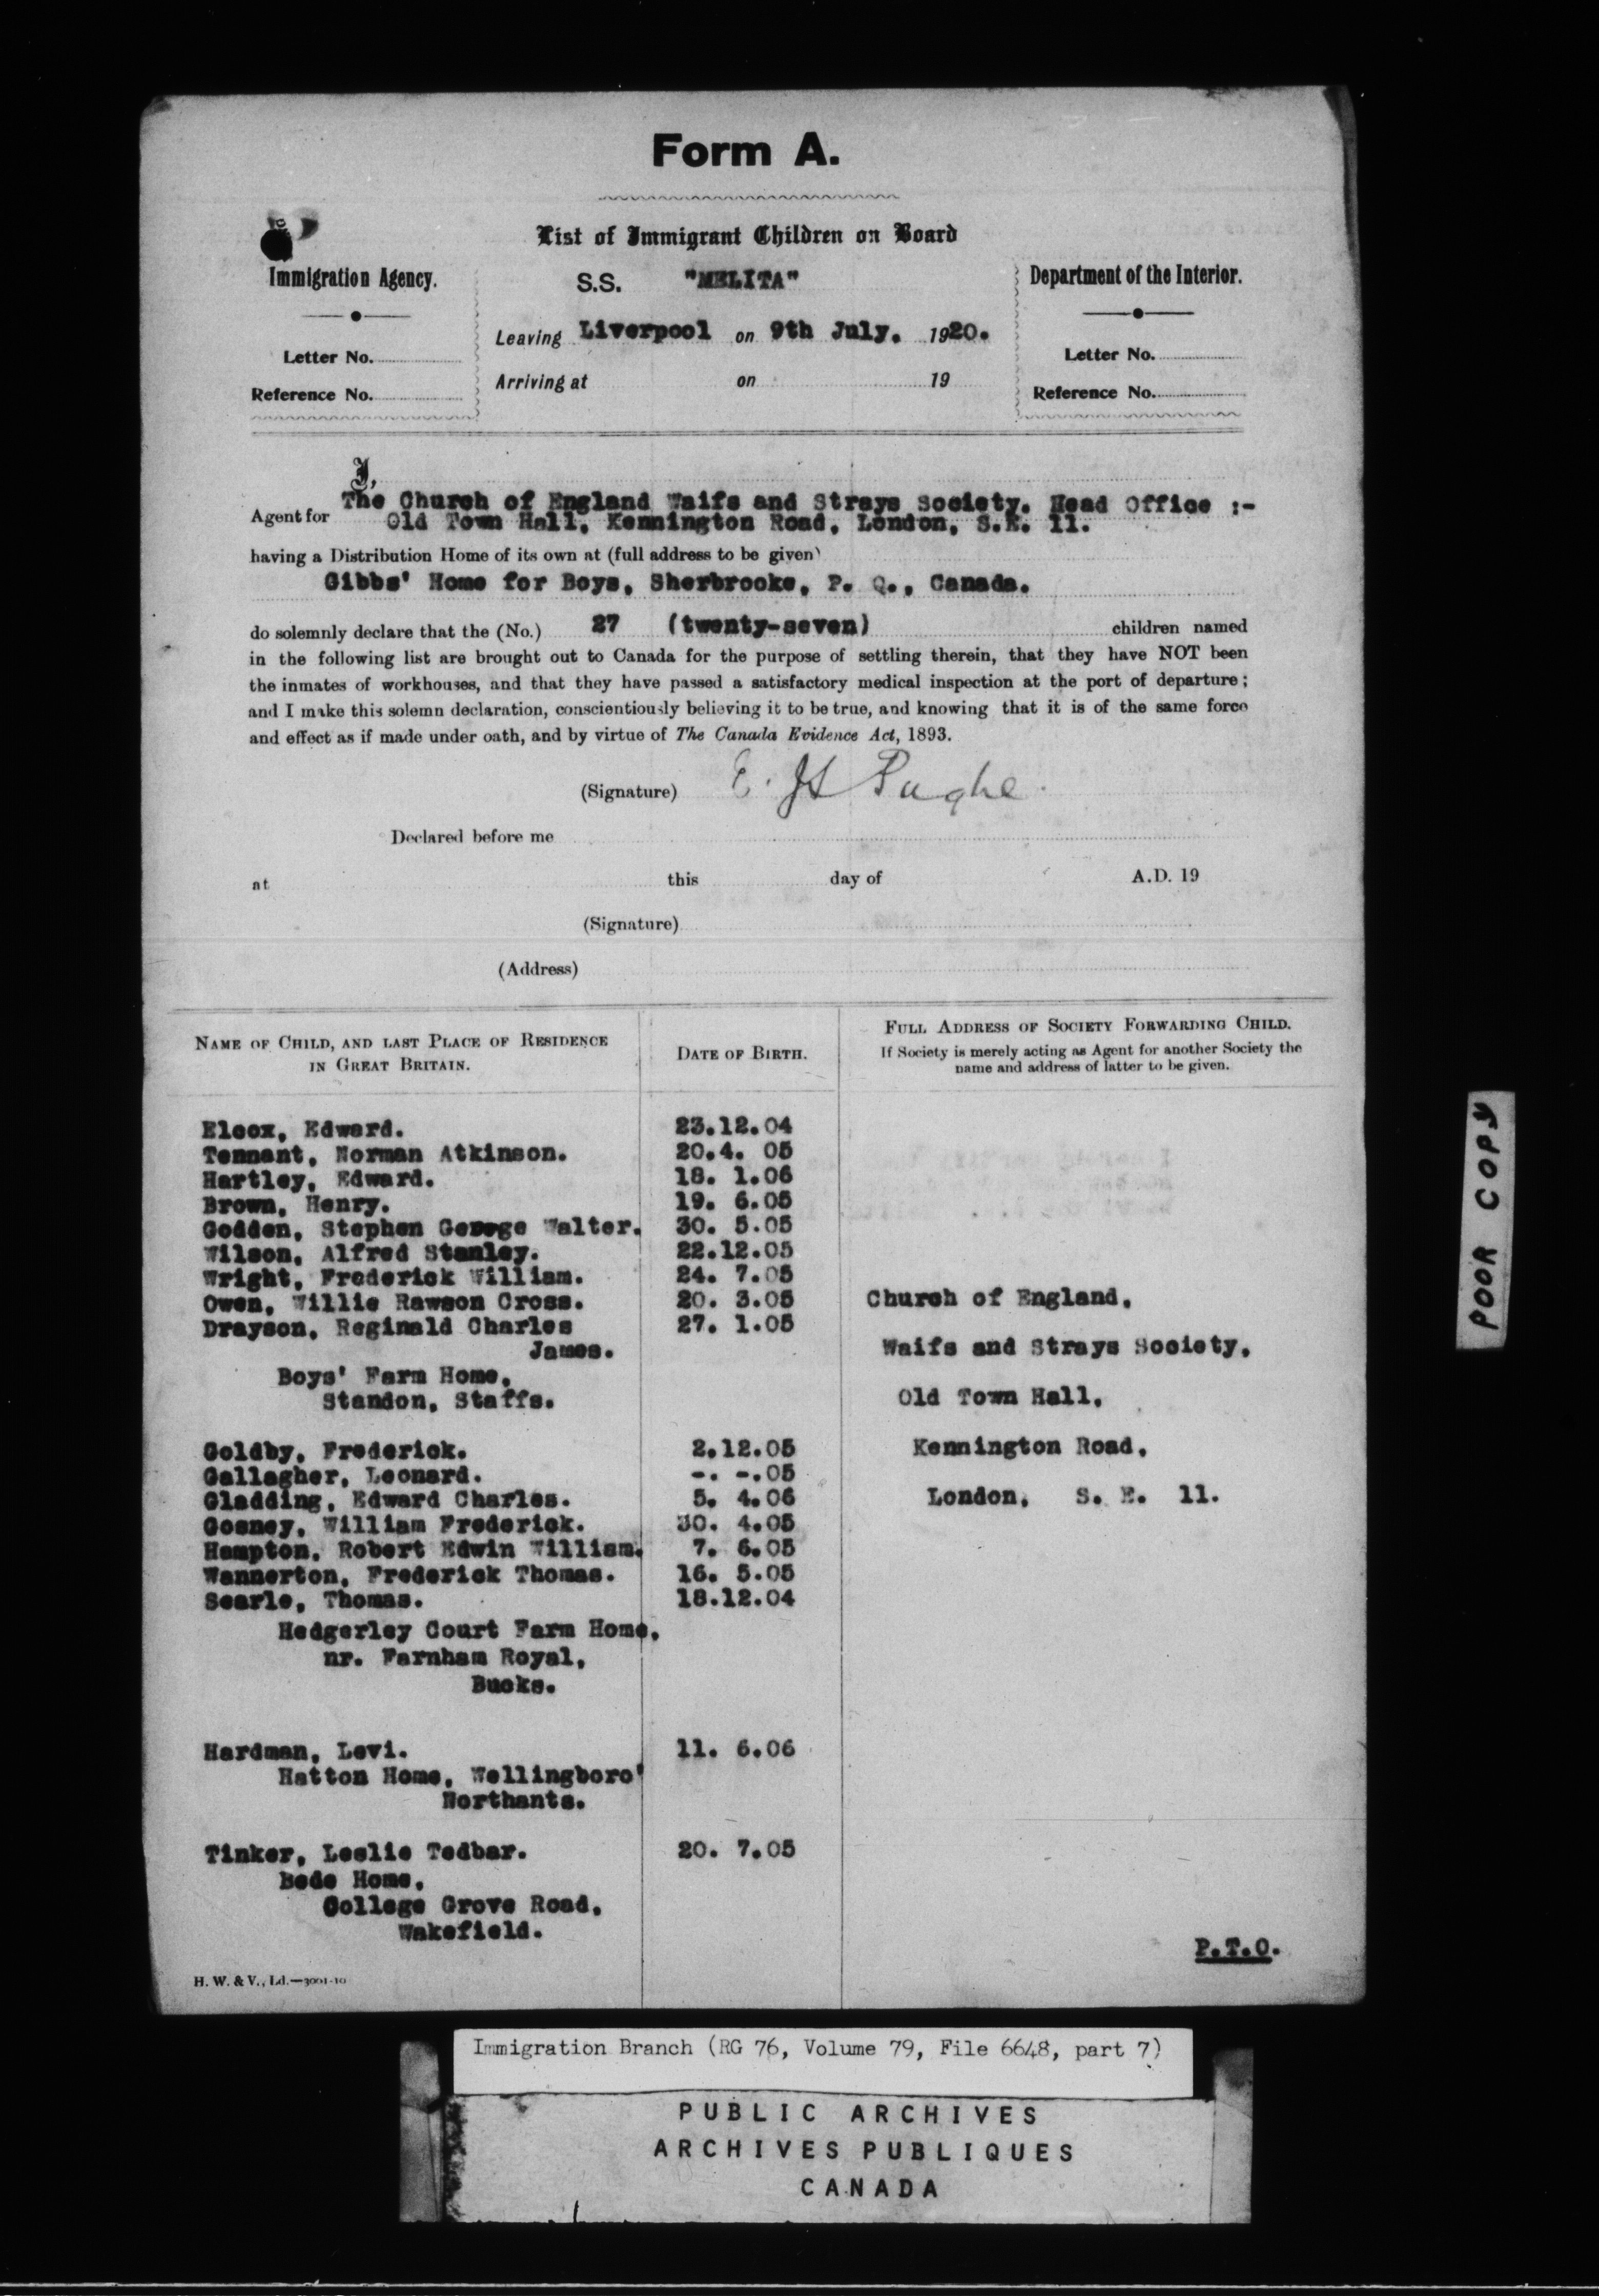 Form A.
List of Immigrant Children on Board
Immigration Agency.
S.S. "MELITA"
Department of the Interior.
Leaving Liverpool on 9th July. 1920.
Letter No.
Letter No.
Arriving at on 19
Reference No.
Reference No.
I,
Agent for The Church of England Waifs and Strays Society. Head Office :-
Old Town Hall, Kennington Road, London, S.E. 11.
having a Distribution Home of its own at (full address to be given)
Gibbs' Home for Boys, Sherbrooke, P. Q., Canada.
do solemnly declare that the (No.) 27 (twenty-seven) children named
in the following list are brought out to Canada for the purpose of settling therein, that they have NOT been
the inmates of workhouses, and that they have passed a satisfactory medical inspection at the port of departure;
and I make this solemn declaration, conscientiously believing it to be true, and knowing that it is of the same force
and effect as if made under oath, and by virtue of The Canada Evidence Act, 1893.
(Signature) E. H Pughe.
Declared before me
at this day of A.D. 19
(Signature)
(Address)
NAME OF CHILD, AND LAST PLACE OF RESIDENCE
IN GREAT BRITAIN.
DATE OF BIRTH.
FULL ADDRESS OF SOCIETY FORWARDING CHILD.
If Society is merely acting as Agent for another Society the
name and address of latter to be given.
Elcox, Edward. 23.12.04
Tennant, Norman Atkinson. 20.4. 05
Hartley, Edward. 18. 1.06
Brown, Henry. 19. 6.05
Godden, Stephen George Walter. 30. 5.05
Wilson, Alfred Stanley. 22.12.05
Wright, Frederick William. 24. 7.05
Owen, Willie Rawson Cross. 20. 3.05 Church of England,
Drayson, Reginald Charles 27. 1.05
James. Waifs and Strays Society,
Boys' Farm Home,
Standon, Staffs. Old Town Hall,
Goldby, Frederick. 2.12.05 Kennington Road,
Gallagher, Leonard. -. -.05
Gladding, Edward Charles. 5. 4.06 London, S. E. 11.
Gosney, William Frederick. 30. 4.05
Hampton, Robert Edwin William. 7. 6.05
Wannerton, Frederick Thomas. 16. 5.05
Searle, Thomas. 18.12.04
Hedgerley Court Farm Home,
nr. Farnham Royal,
Bucks.
Hardman, Levi. 11. 6.06
Hatton Home, Wellingboro'
Northants.
Tinker, Leslie Tedbar. 20. 7.05
Bede Home,
College Grove Road,
Wakefield.
P.T.O.
H. W. & V., Ld.—3001-10
POOR COPY
Immigration Branch (RG 76, Volume 79, File 6648, part 7)
PUBLIC ARCHIVES
ARCHIVES PUBLIQUES
CANADA